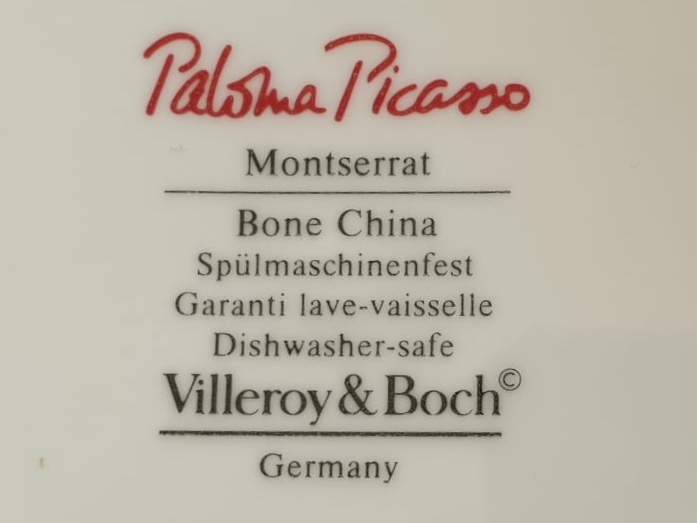 Paloma Picasso
Montserrat
Bone China
Spülmaschinenfest
Garanti lave-vaisselle
Dishwasher-safe
Villeroy & Boch©
Germany